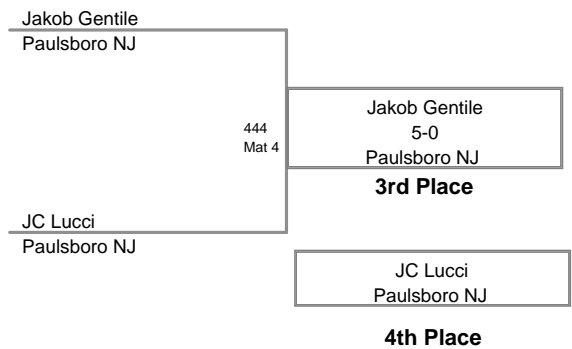 Jakob Gentile
Paulsboro NJ
444
Mat 4
Jakob Gentile
5-0
Paulsboro NJ
3rd Place
JC Lucci
Paulsboro NJ
JC Lucci
Paulsboro NJ
4th Place